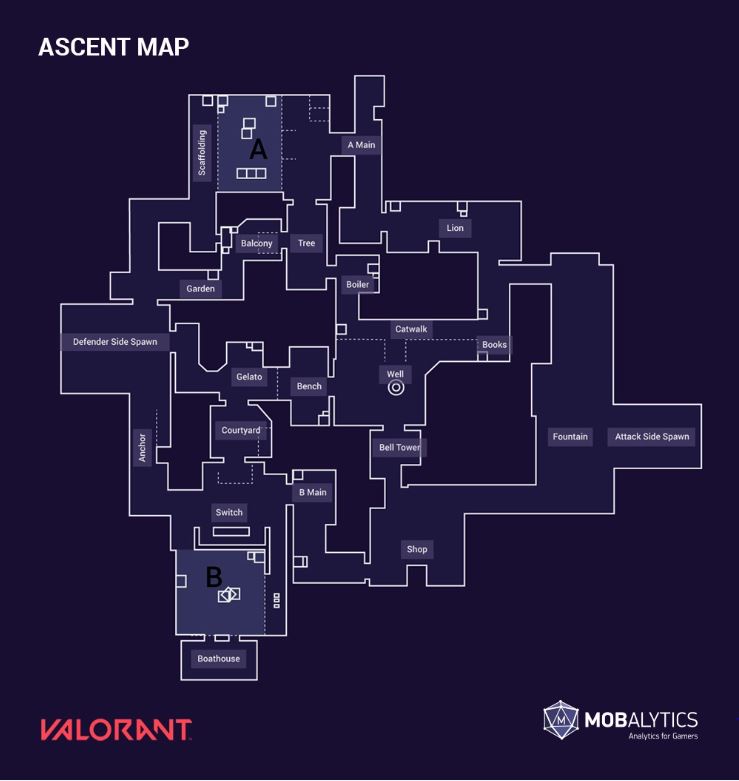 ASCENT MAP
Scaffolding
A
A Main
Lion
Balcony
Tree
Garden
Boiler
Catwalk
Defender Side Spawn
Books
Gelato
Well
Bench
Courtyard
Fountain
Attack Side Spawn
Anchor
Bell Tower
B Main
Switch
Shop
B
Boathouse
VALORANT
M
MOBALYTICS
Analytics for Gamers